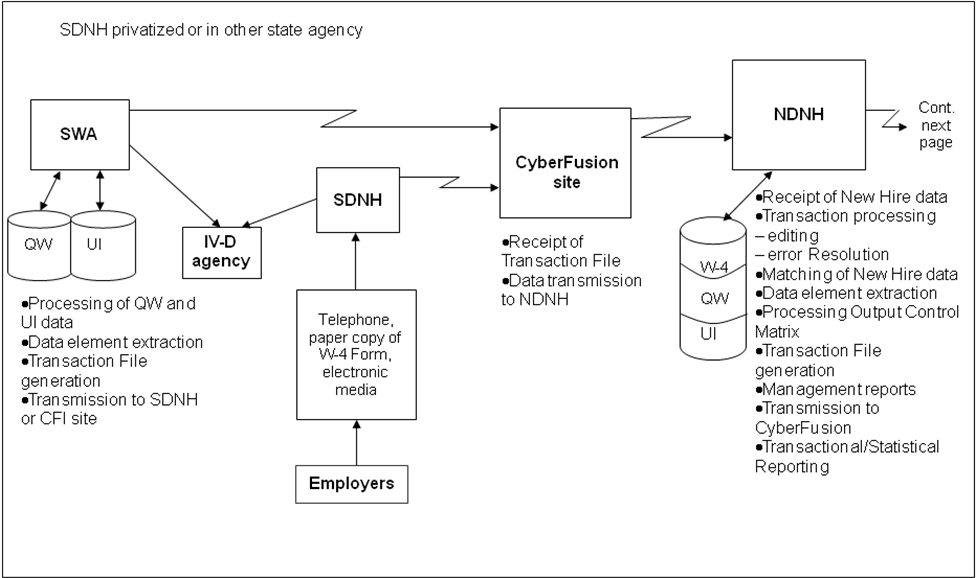 SDNH privatized or in other state agency
SWA
QW
UI
●Processing of QW and
UI data
●Data element extraction
●Transaction File
generation
●Transmission to SDNH
or CFI site
IV-D
agency
SDNH
Telephone,
paper copy of
W-4 Form,
electronic
media
Employers
CyberFusion
site
●Receipt of
Transaction File
●Data transmission
to NDNH
NDNH
Cont.
next
page
W-4
QW
UI
●Receipt of New Hire data
●Transaction processing
–editing
–error Resolution
●Matching of New Hire data
●Data element extraction
●Processing Output Control
Matrix
●Transaction File
generation
●Management reports
●Transmission to
CyberFusion
●Transactional/Statistical
Reporting